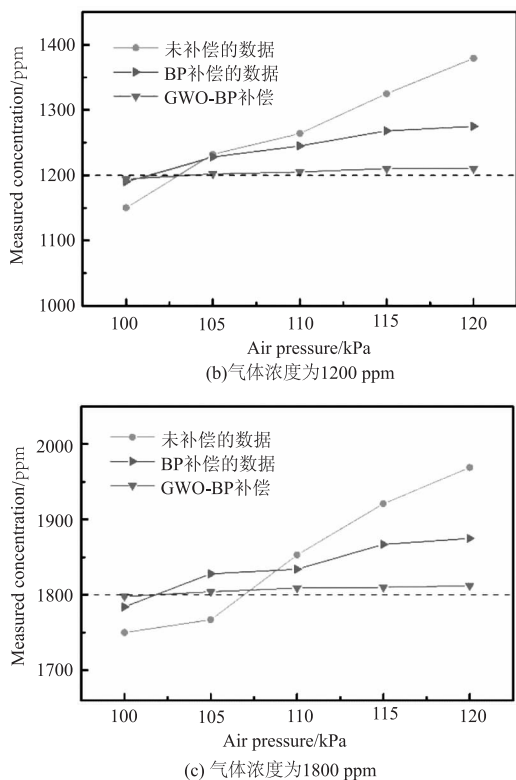 1400
1300
1200
1100
1000
Measured concentration/ppm
未补偿的数据
BP补偿的数据
GWO-BP补偿
100 105 110 115 120
Air pressure/kPa
(b)气体浓度为1200 ppm
2000
1900
1800
1700
Measured concentration/ppm
未补偿的数据
BP补偿的数据
GWO-BP补偿
100 105 110 115 120
Air pressure/kPa
(c) 气体浓度为1800 ppm